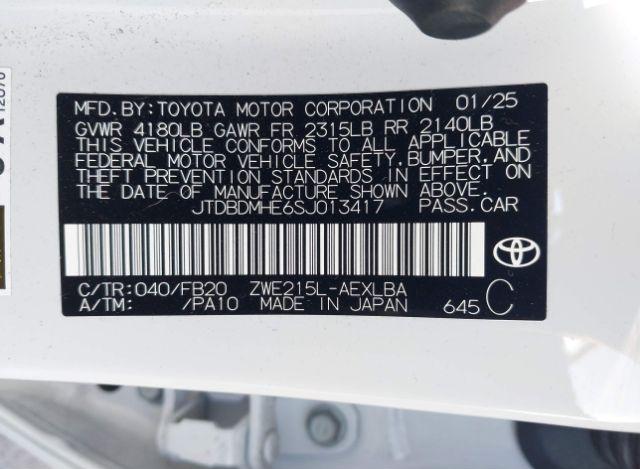 MFD. BY: TOYOTA MOTOR CORPORATION 01/25
GVWR 4180LB GAWR FR 2315LB RR 2140LB
THIS VEHICLE CONFORMS TO ALL APPLICABLE
FEDERAL MOTOR VEHICLE SAFETY, BUMPER, AND
THEFT PREVENTION STANDARDS IN EFFECT ON
THE DATE OF MANUFACTURE SHOWN ABOVE.
JTDBDMHE6SJ013417 PASS. CAR
C/TR: 040/FB20 ZWE215L-AEXLBA
A/TM: /PA10 MADE IN JAPAN 645 C